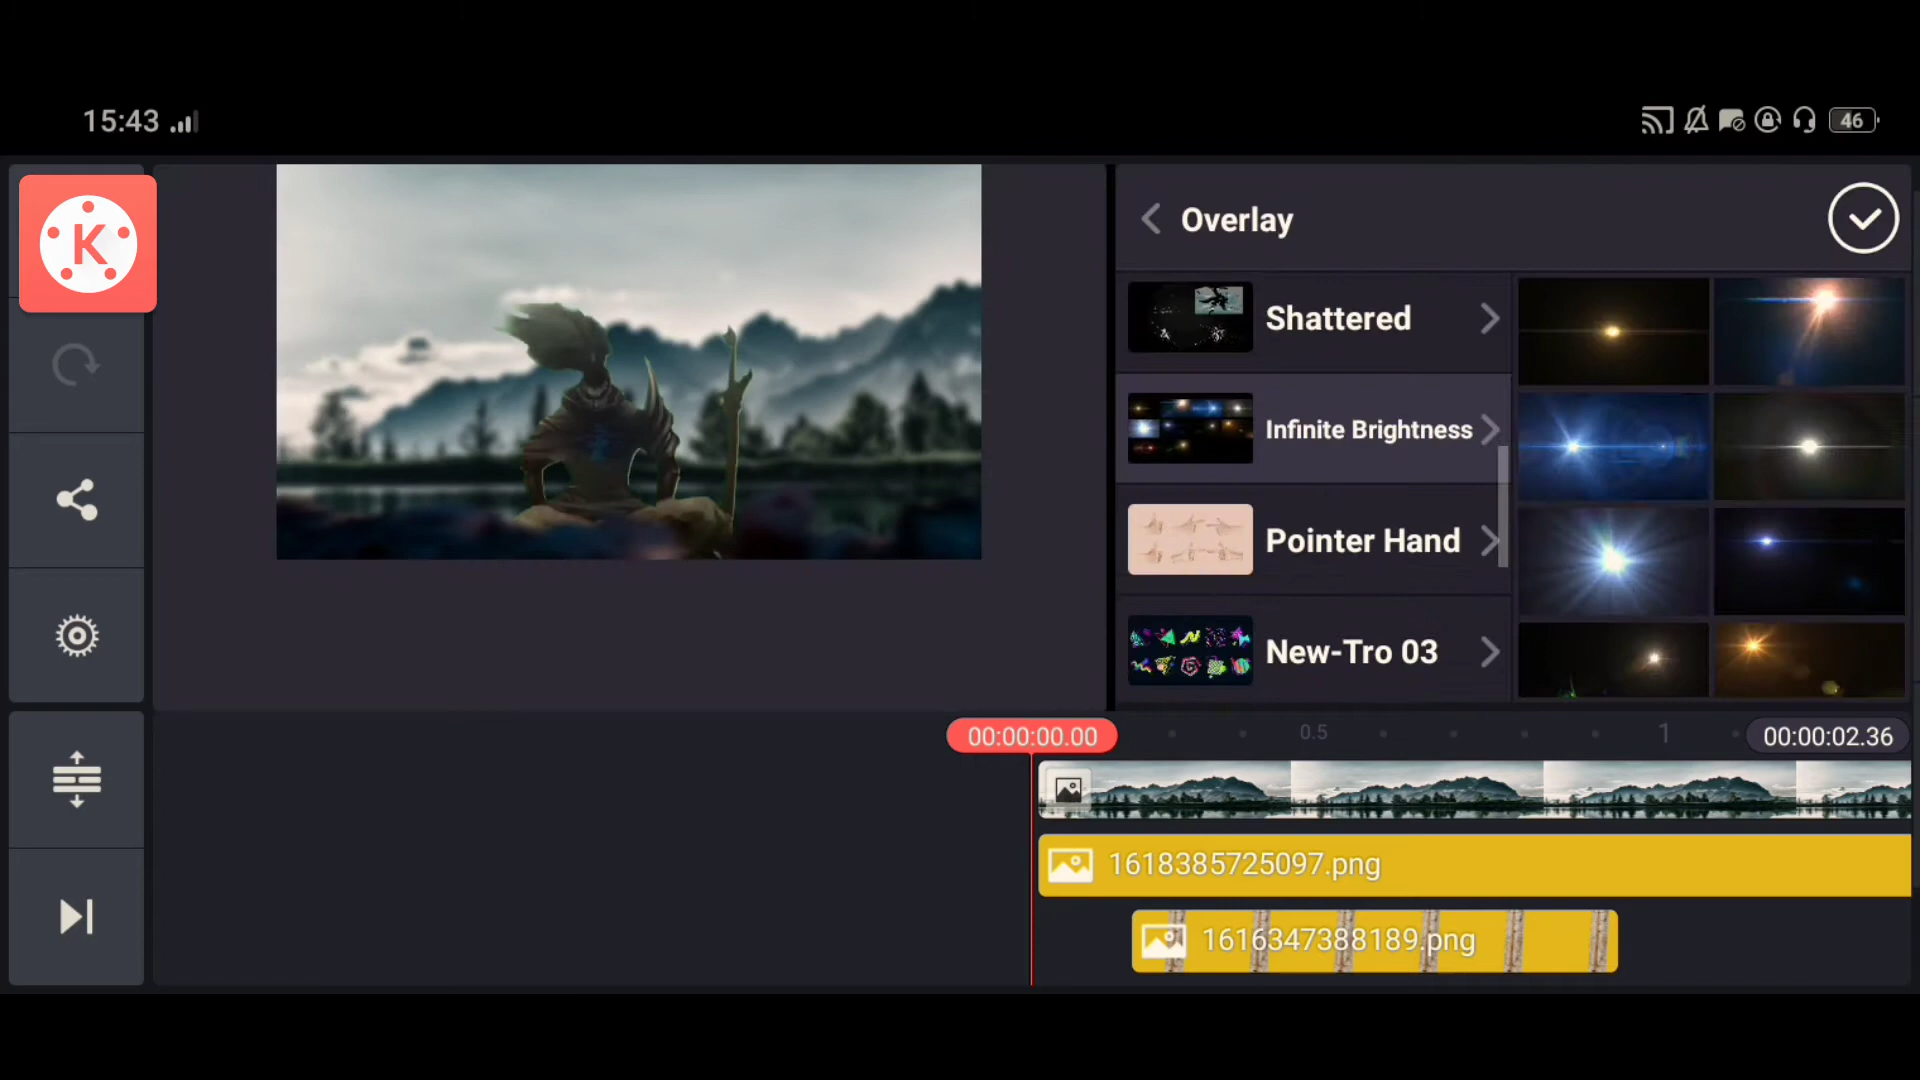 15:43
46
K
Overlay
Shattered
Infinite Brightness
Pointer Hand
New-Tro 03
00:00:00.00
0.5
1
00:00:02.36
1618385725097.png
1616347388189.png